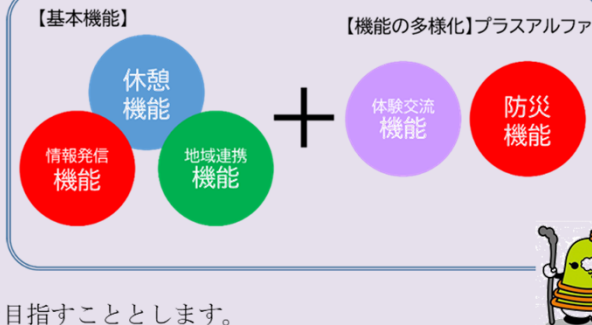 【基本機能】
【機能の多様化】プラスアルファ
休憩
機能
情報発信
機能
地域連携
機能
+
体験交流
機能
防災
機能
目指すこととします。